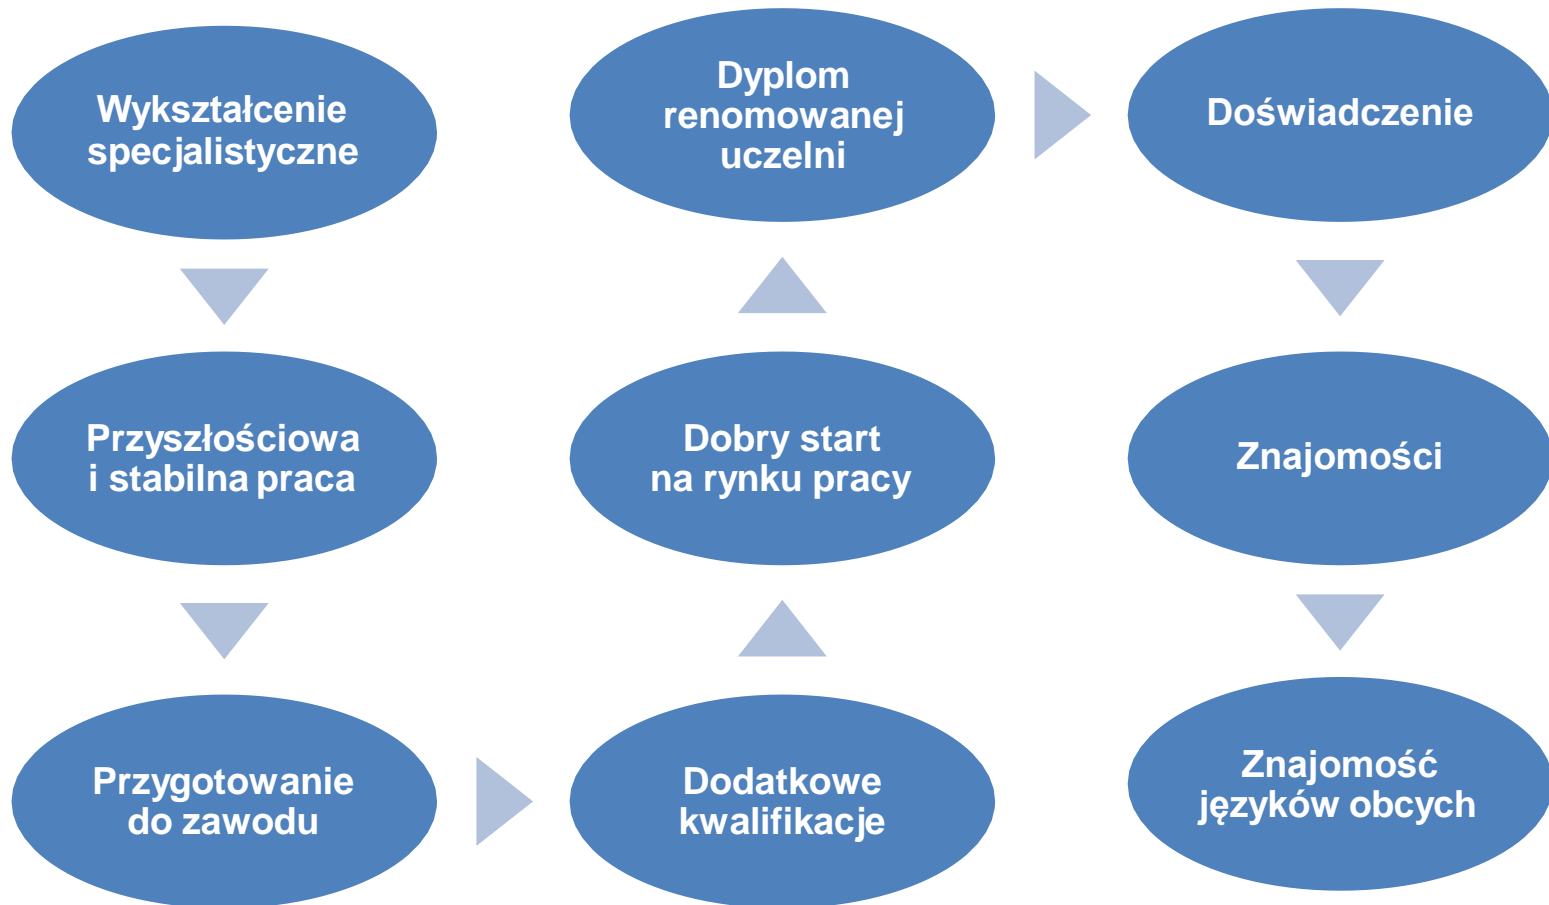 Wykształcenie
specjalistyczne
Przyszłościowa
i stabilna praca
Przygotowanie
do zawodu
Dodatkowe
kwalifikacje
Dobry start
na rynku pracy
Dyplom
renomowanej
uczelni
Doświadczenie
Znajomości
Znajomość
języków obcych